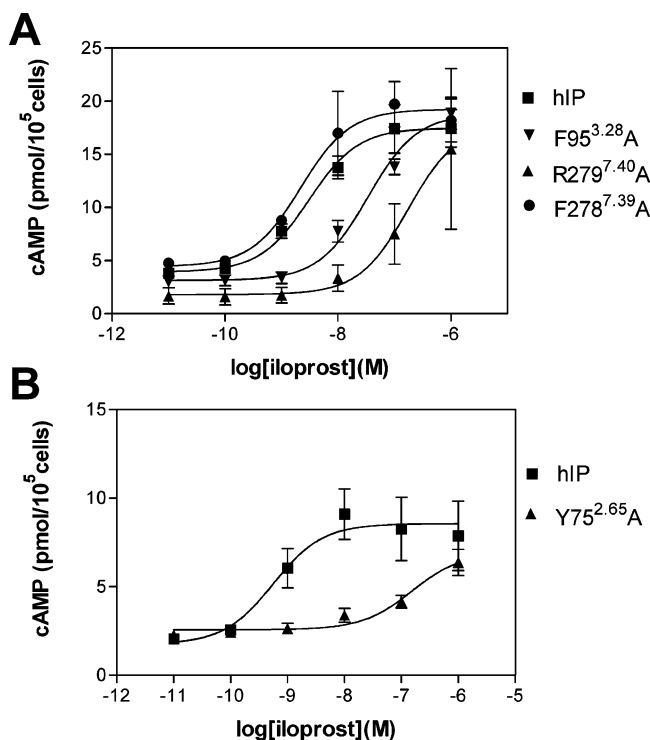 A
cAMP (pmol/10⁵cells)
25
20
15
10
5
0
-12
-10
-8
-6
log[iloprost](M)
hIP
F95³·²⁸A
R279⁷·⁴⁰A
F278⁷·³⁹A
B
cAMP (pmol/10⁵cells)
15
10
5
0
-12
-11
-10
-9
-8
-7
-6
-5
log[iloprost](M)
hIP
Y75²·⁶⁵A